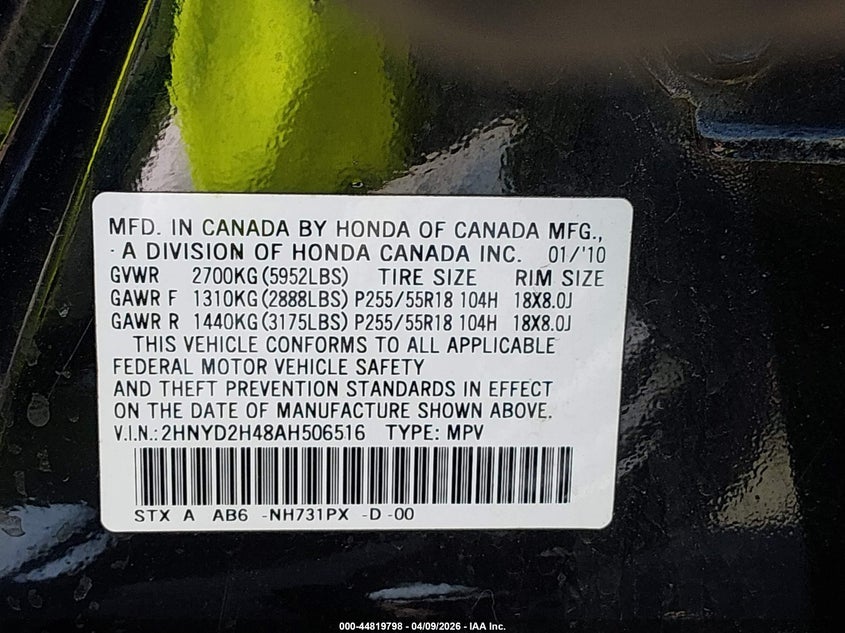 MFD. IN CANADA BY HONDA OF CANADA MFG.,
A DIVISION OF HONDA CANADA INC. 01/'10
GVWR 2700KG (5952LBS) TIRE SIZE RIM SIZE
GAWR F 1310KG (2888LBS) P255/55R18 104H 18X8.0J
GAWR R 1440KG (3175LBS) P255/55R18 104H 18X8.0J
THIS VEHICLE CONFORMS TO ALL APPLICABLE
FEDERAL MOTOR VEHICLE SAFETY
AND THEFT PREVENTION STANDARDS IN EFFECT
ON THE DATE OF MANUFACTURE SHOWN ABOVE.
V.I.N.: 2HNYD2H48AH506516 TYPE: MPV
STX A AB6 -NH731PX -D -00
000-44819798 - 04/09/2026 - IAA Inc.